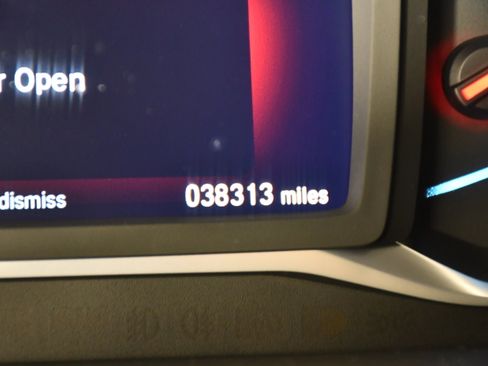 r Open
dismiss 038313 miles